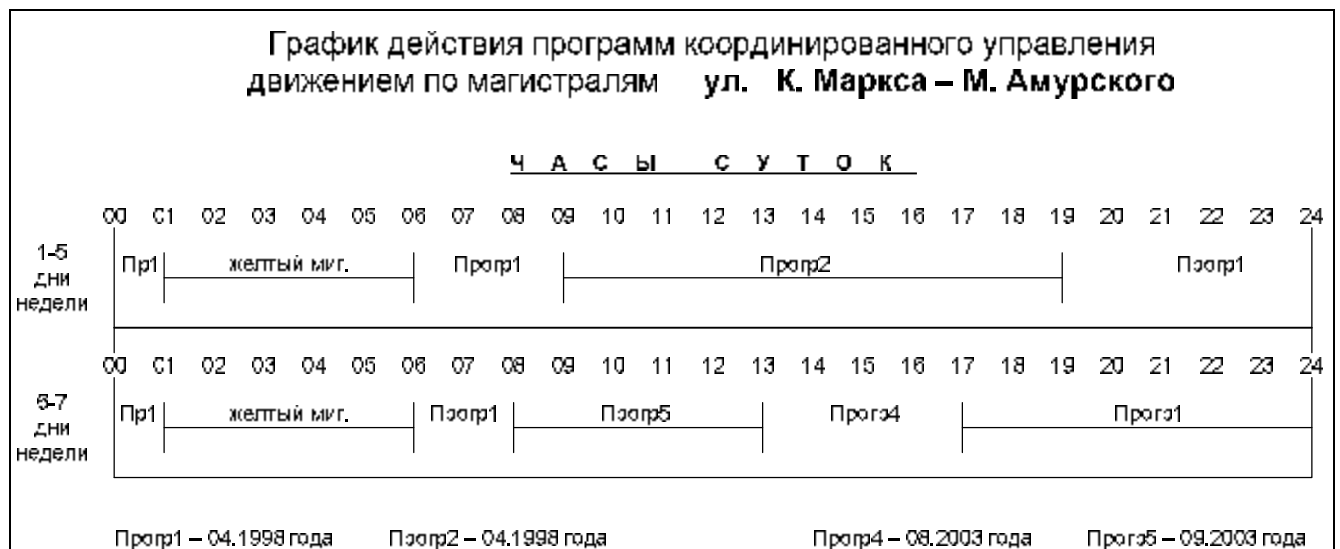 График действия программ координированного управления
движением по магистралям ул. К. Маркса – М. Амурского
ЧАСЫ СУТОК
00 01 02 03 04 05 06 07 08 09 10 11 12 13 14 15 16 17 18 19 20 21 22 23 24
1-5 дни недели
Пр1 желтый миг. Прогр1 Прогр2 Прогр1
00 01 02 03 04 05 06 07 08 09 10 11 12 13 14 15 16 17 18 19 20 21 22 23 24
6-7 дни недели
Пр1 желтый миг. Прогр1 Прогр5 Прогр4 Прогр1
Прогр1 – 04.1998 года Прогр2 – 04.1998 года Прогр4 – 08.2003 года Прогр5 – 09.2003 года